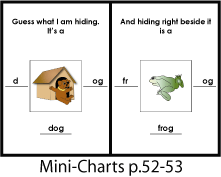 Guess what I am hiding.
It's a
d og
dog
And hiding right beside it
is a
fr og
frog
Mini-Charts p.52-53